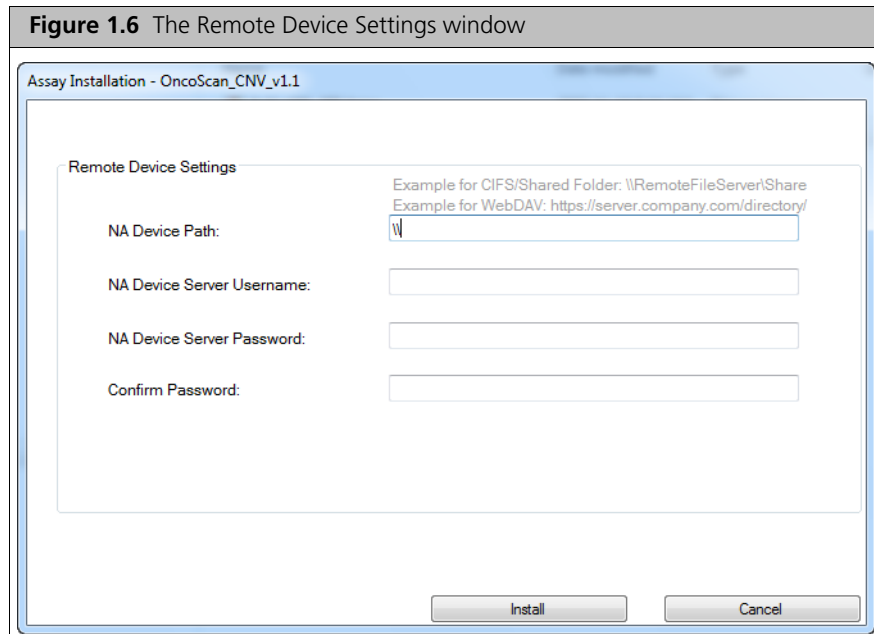 Figure 1.6 The Remote Device Settings window
Assay Installation - OncoScan_CNV_v1.1
Remote Device Settings
Example for CIFS/Shared Folder: \\RemoteFileServer\Share
Example for WebDAV: https://server.company.com/directory/
NA Device Path:
\\
NA Device Server Username:
NA Device Server Password:
Confirm Password:
Install
Cancel